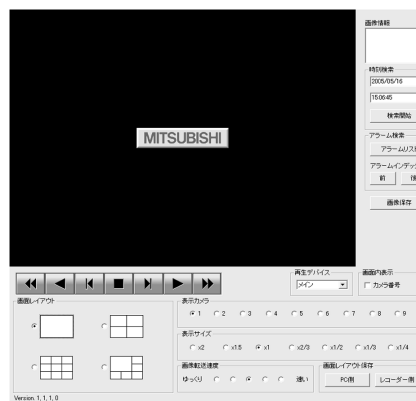 画像情報
時刻検索
2005/05/16
15:06:45
検索開始
アラーム検索
アラームリス
アラームインデッ
前
後
画像保存
MITSUBISHI
再生デバイス
メイン
画面内表示
カメラ番号
画面レイアウト
表示カメラ
1 2 3 4 5 6 7 8 9
表示サイズ
x2 x1.5 x1 x2/3 x1/2 x1/3 x1/4
画像転送速度
ゆっくり 速い
画面レイアウト保存
PC側
レコーダー側
Version. 1, 1, 1, 0